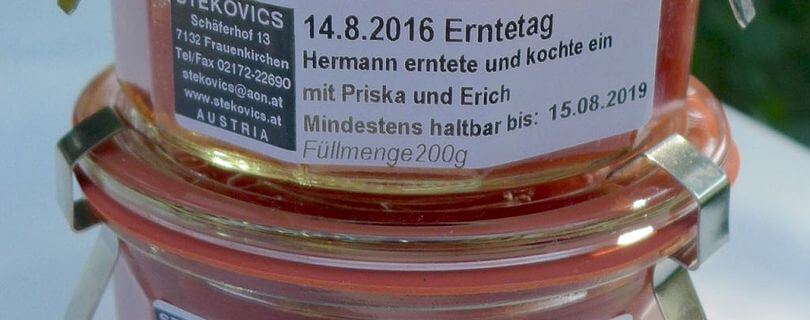 STEKOVICS
Schäferhof 13
7132 Frauenkirchen
Tel/Fax 02172-22690
stekovics@aon.at
www.stekovics.at
AUSTRIA
14.8.2016 Erntetag
Hermann erntete und kochte ein
mit Priska und Erich
Mindestens haltbar bis: 15.08.2019
Füllmenge200g